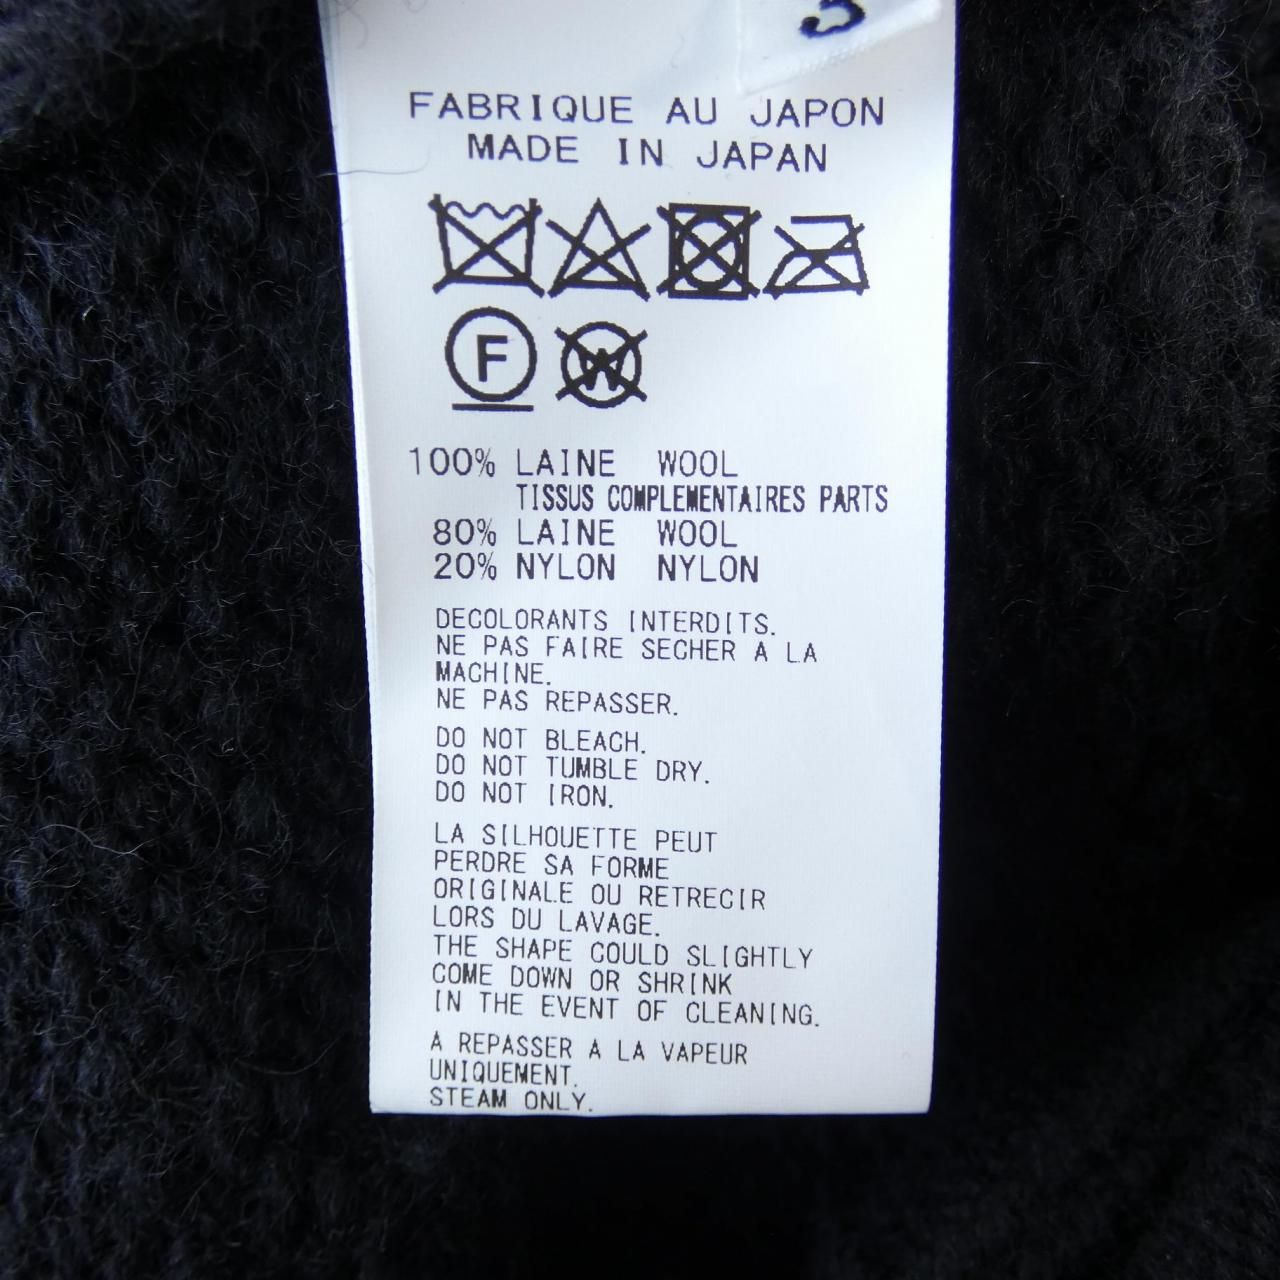 3
FABRIQUE AU JAPON
MADE IN JAPAN
F W
100% LAINE WOOL
TISSUS COMPLEMENTAIRES PARTS
80% LAINE WOOL
20% NYLON NYLON
DECOLORANTS INTERDITS.
NE PAS FAIRE SECHER A LA
MACHINE.
NE PAS REPASSER.
DO NOT BLEACH.
DO NOT TUMBLE DRY.
DO NOT IRON.
LA SILHOUETTE PEUT
PERDRE SA FORME
ORIGINALE OU RETRECIR
LORS DU LAVAGE.
THE SHAPE COULD SLIGHTLY
COME DOWN OR SHRINK
IN THE EVENT OF CLEANING.
A REPASSER A LA VAPEUR
UNIQUEMENT.
STEAM ONLY.